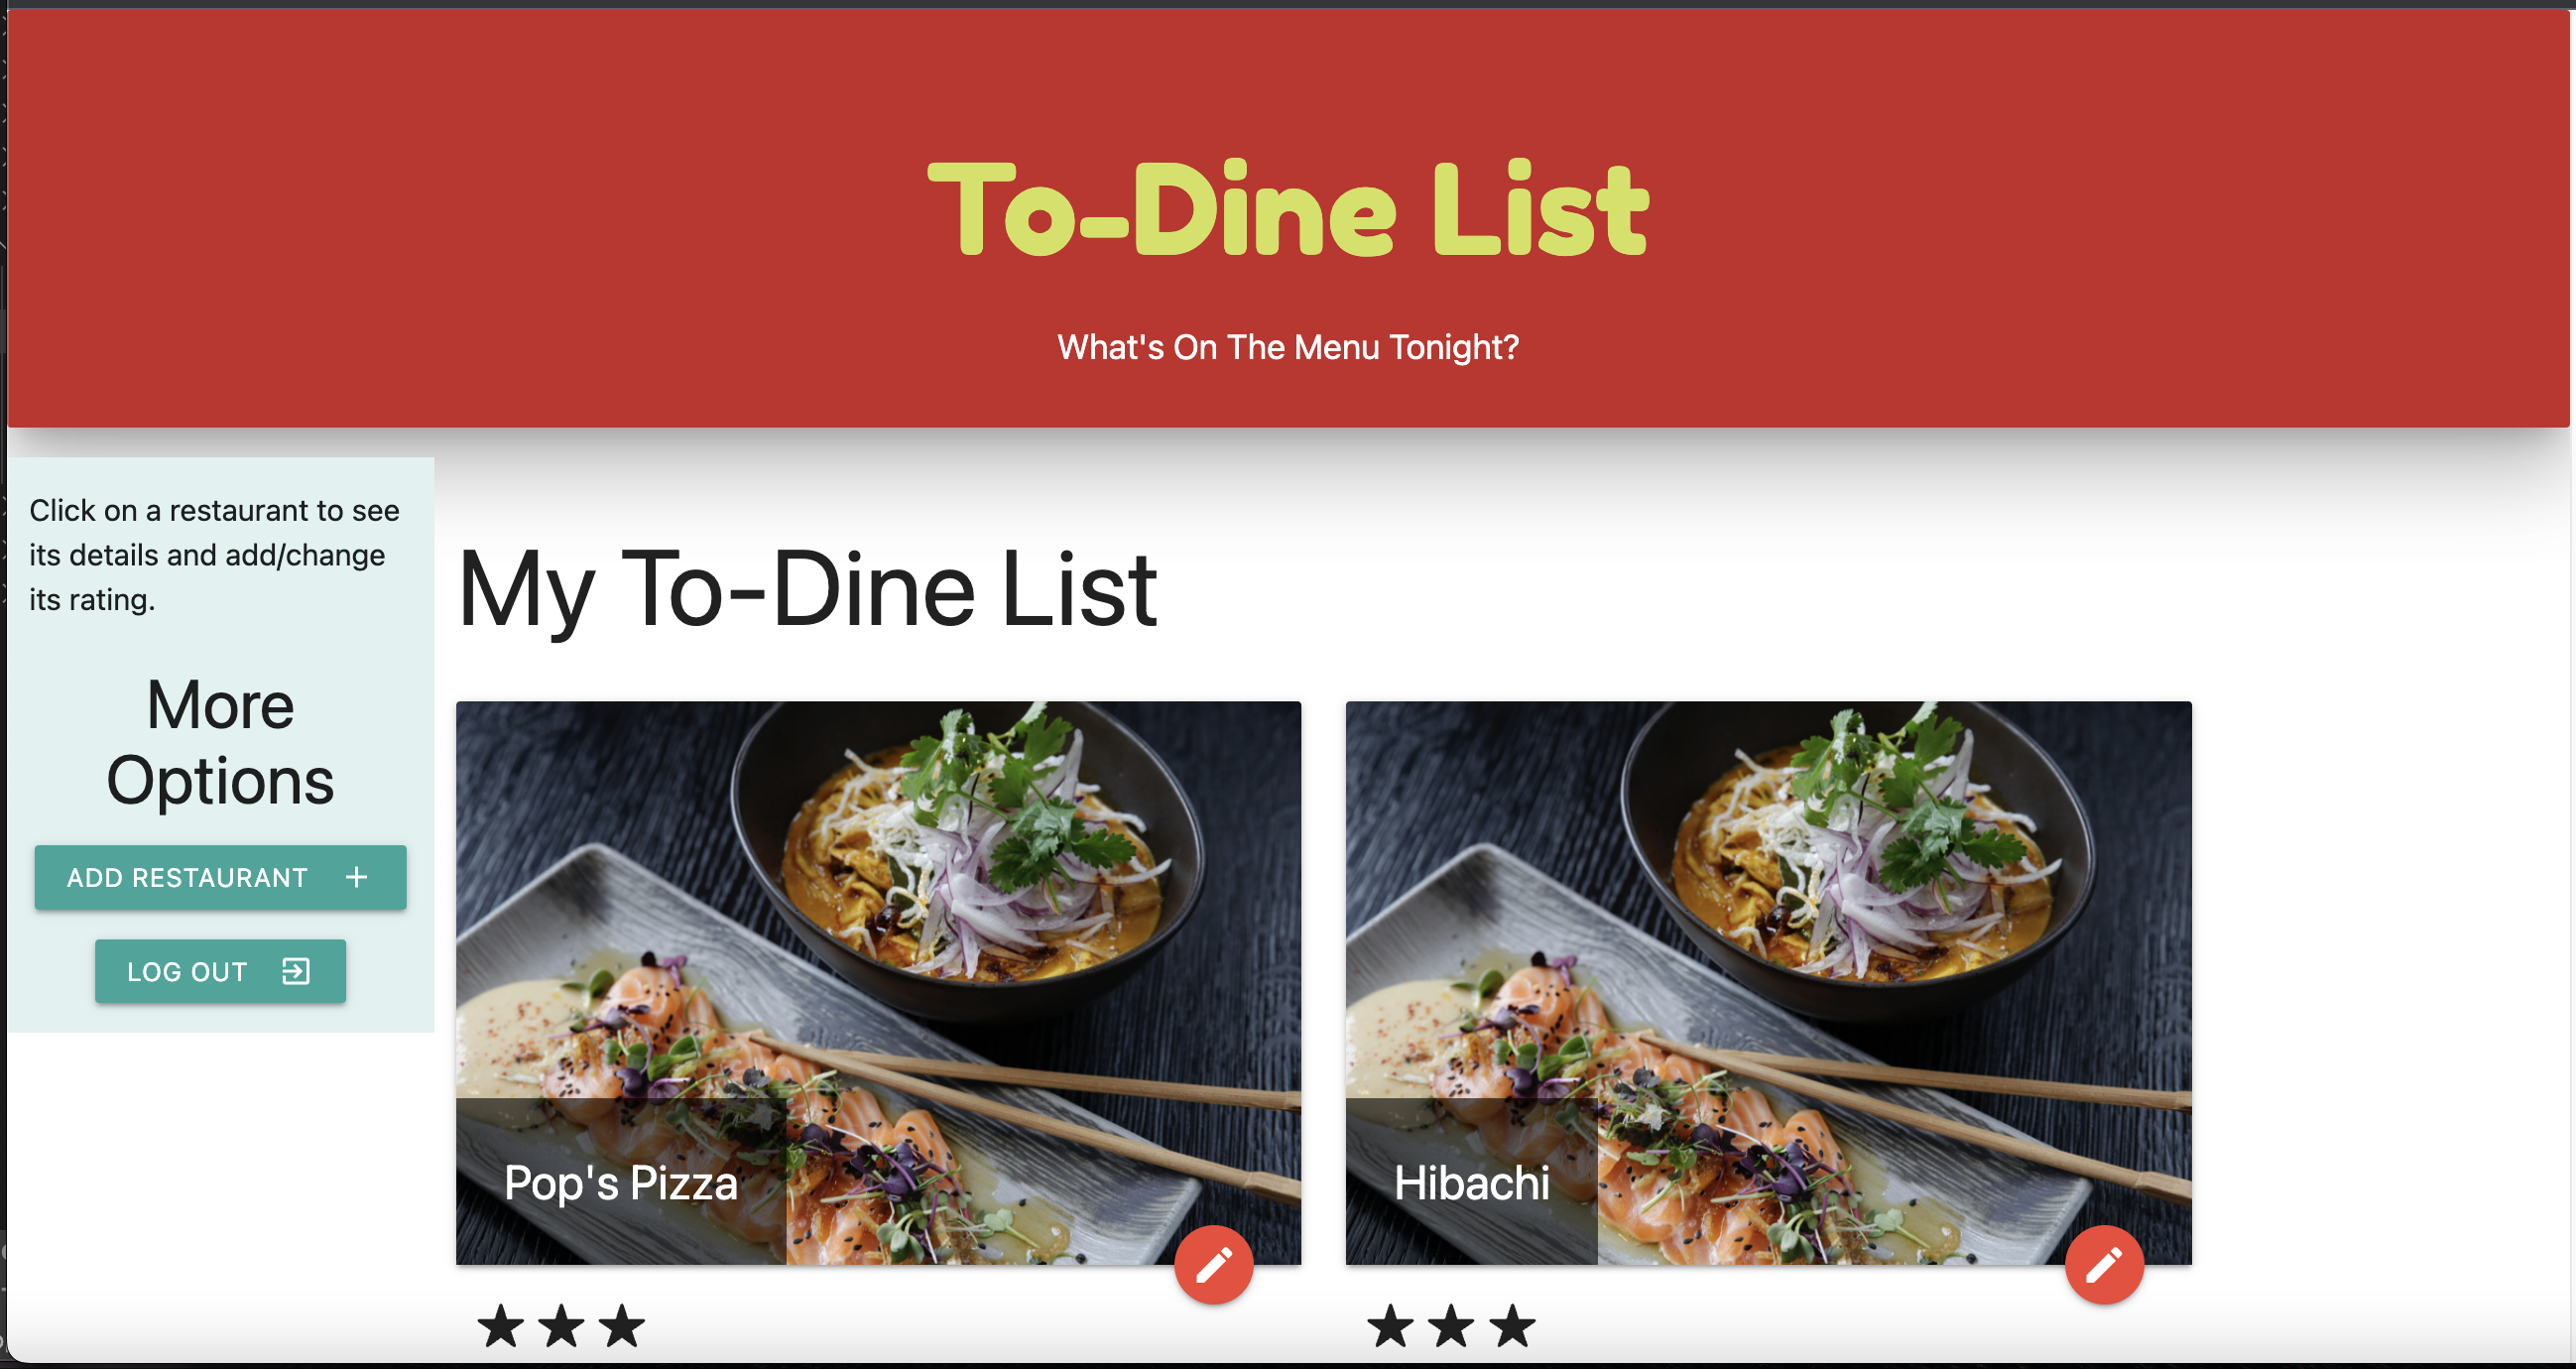 To-Dine List
What's On The Menu Tonight?
Click on a restaurant to see
its details and add/change
its rating.
More
Options
ADD RESTAURANT
LOG OUT
My To-Dine List
Pop's Pizza
Hibachi